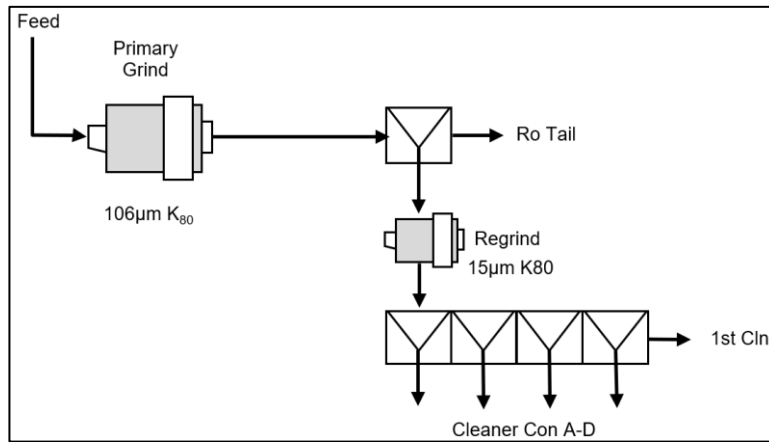 Feed
Primary
Grind
106µm K₈₀
Ro Tail
Regrind
15µm K80
1st Cln
Cleaner Con A-D